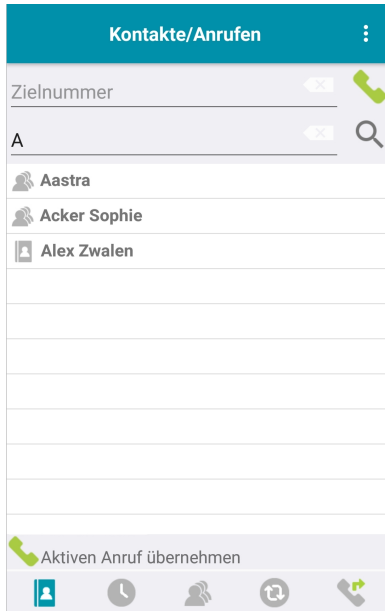 Kontakte/Anrufen
Zielnummer
A
Aastra
Acker Sophie
Alex Zwalen
Aktiven Anruf übernehmen